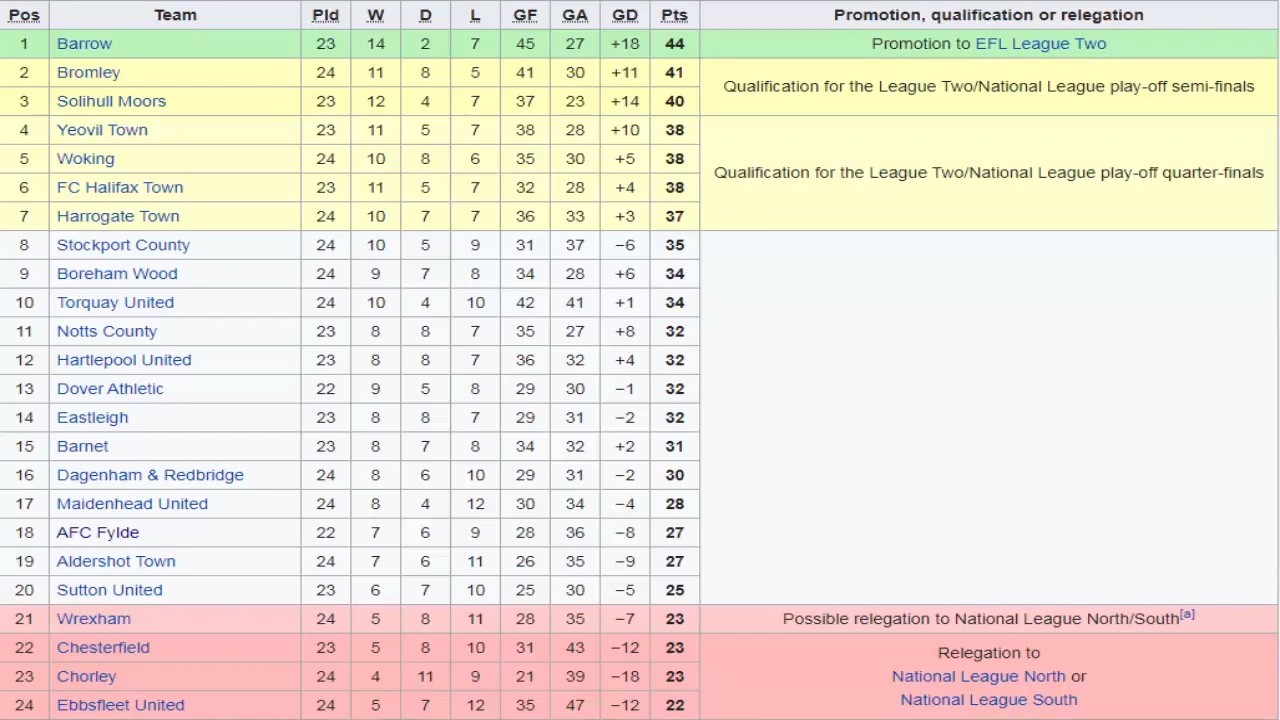 Pos Team Pld W D L GF GA GD Pts Promotion, qualification or relegation
1 Barrow 23 14 2 7 45 27 +18 44 Promotion to EFL League Two
2 Bromley 24 11 8 5 41 30 +11 41
Qualification for the League Two/National League play-off semi-finals
3 Solihull Moors 23 12 4 7 37 23 +14 40
4 Yeovil Town 23 11 5 7 38 28 +10 38
5 Woking 24 10 8 6 35 30 +5 38
Qualification for the League Two/National League play-off quarter-finals
6 FC Halifax Town 23 11 5 7 32 28 +4 38
7 Harrogate Town 24 10 7 7 36 33 +3 37
8 Stockport County 24 10 5 9 31 37 −6 35
9 Boreham Wood 24 9 7 8 34 28 +6 34
10 Torquay United 24 10 4 10 42 41 +1 34
11 Notts County 23 8 8 7 35 27 +8 32
12 Hartlepool United 23 8 8 7 36 32 +4 32
13 Dover Athletic 22 9 5 8 29 30 −1 32
14 Eastleigh 23 8 8 7 29 31 −2 32
15 Barnet 23 8 7 8 34 32 +2 31
16 Dagenham & Redbridge 24 8 6 10 29 31 −2 30
17 Maidenhead United 24 8 4 12 30 34 −4 28
18 AFC Fylde 22 7 6 9 28 36 −8 27
19 Aldershot Town 24 7 6 11 26 35 −9 27
20 Sutton United 23 6 7 10 25 30 −5 25
21 Wrexham 24 5 8 11 28 35 −7 23 Possible relegation to National League North/South[a]
22 Chesterfield 23 5 8 10 31 43 −12 23 Relegation to
23 Chorley 24 4 11 9 21 39 −18 23 National League North or
24 Ebbsfleet United 24 5 7 12 35 47 −12 22 National League South